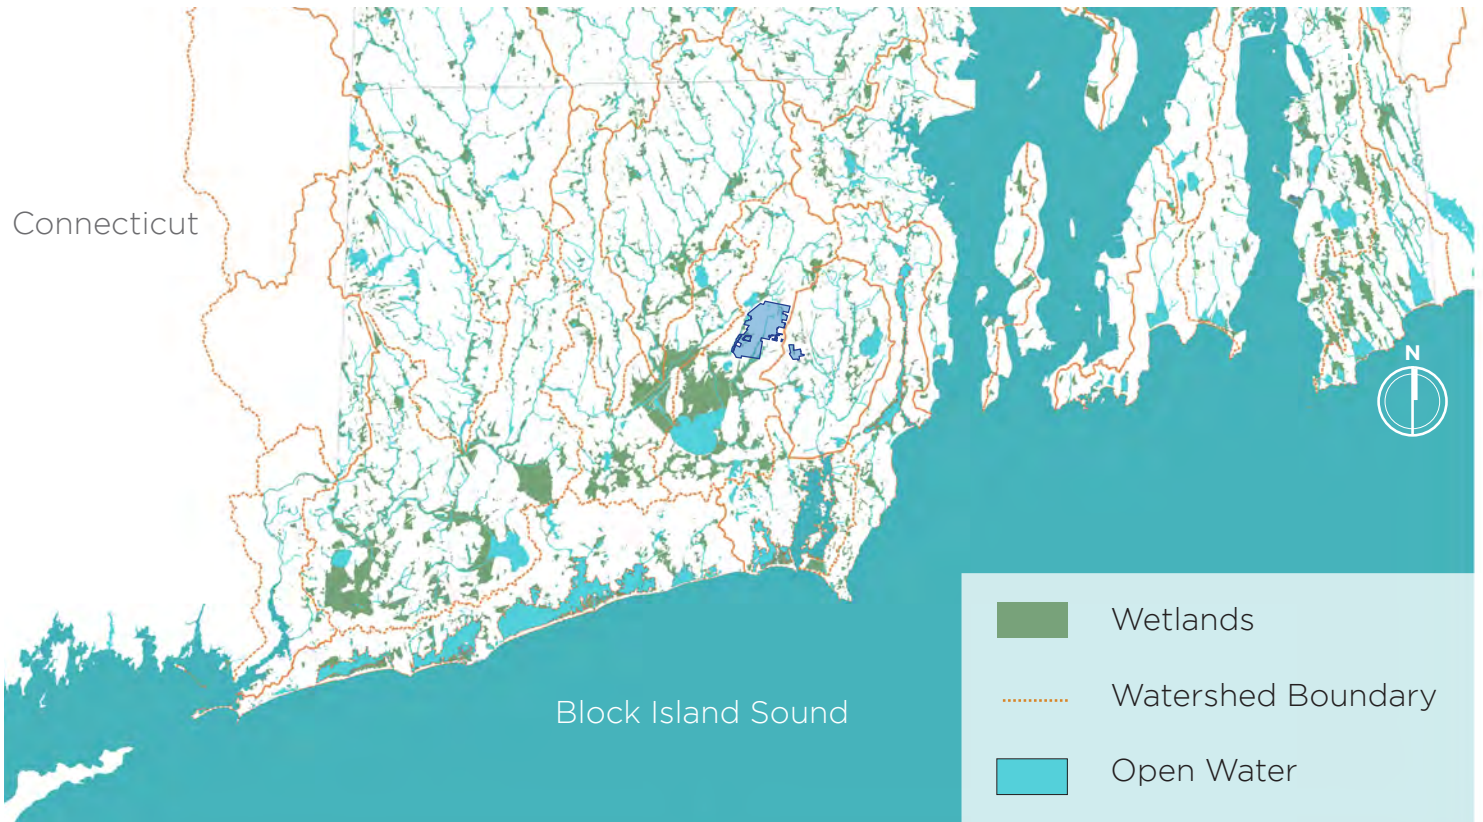 Connecticut
N
Block Island Sound
Wetlands
Watershed Boundary
Open Water